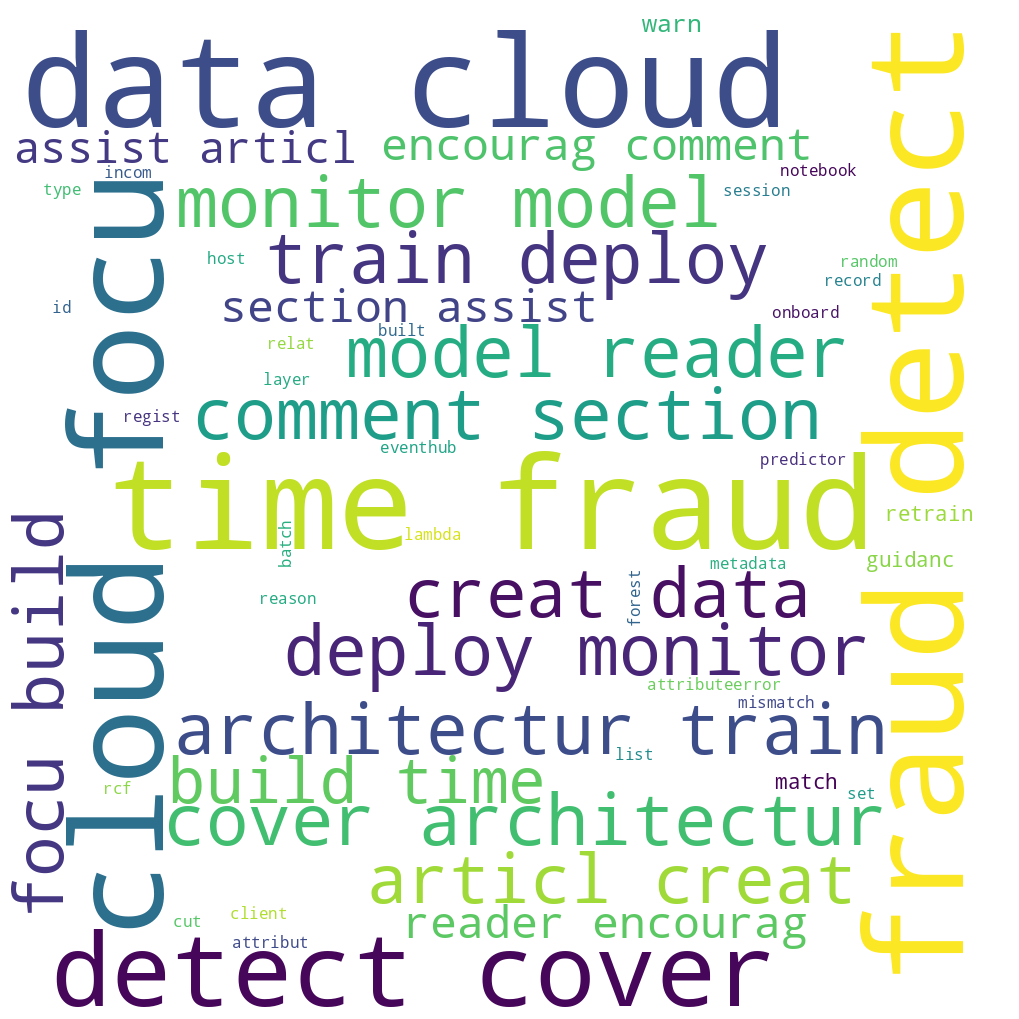 warn
data cloud
fraud detect
assist articl
encourag comment
incom
notebook
type
session
cloud focu
monitor model
host
train deploy
random
record
id
section assist
onboard
built
relat
model reader
layer
regist
comment section
eventhub
predictor
time fraud
focu build
retrain
batch
lambda
guidanc
metadata
creat data
forest
reason
deploy monitor
attributeerror
mismatch
architectur train
list
build time
match
rcf
set
cover architectur
articl creat
cut
client
reader encourag
attribut
detect cover